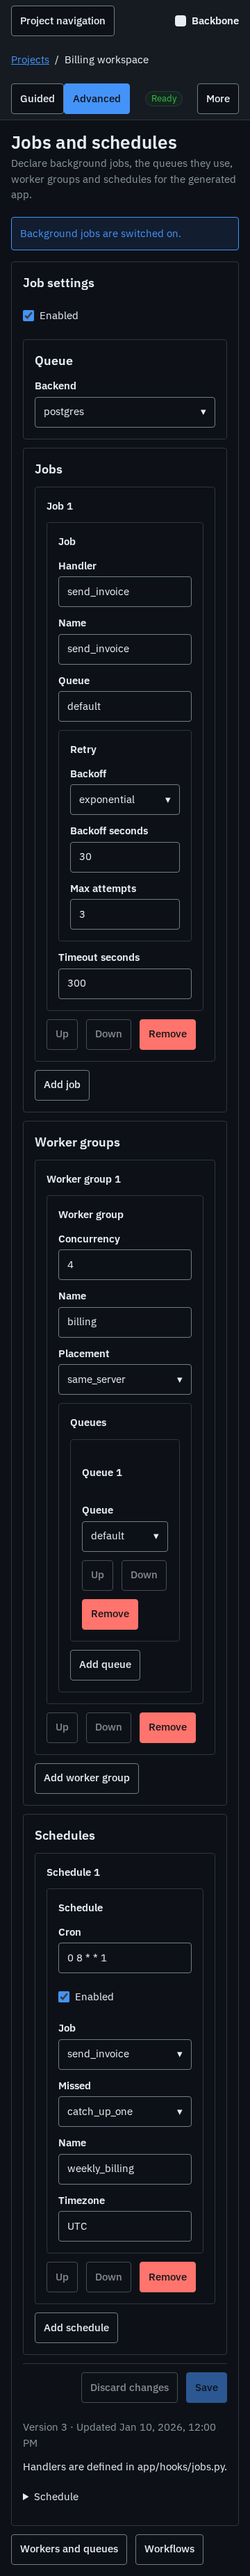 Project navigation
Backbone
Projects / Billing workspace
Guided
Advanced
Ready
More
Jobs and schedules
Declare background jobs, the queues they use,
worker groups and schedules for the generated
app.
Background jobs are switched on.
Job settings
Enabled
Queue
Backend
postgres
Jobs
Job 1
Job
Handler
send_invoice
Name
send_invoice
Queue
default
Retry
Backoff
exponential
Backoff seconds
30
Max attempts
3
Timeout seconds
300
Up
Down
Remove
Add job
Worker groups
Worker group 1
Worker group
Concurrency
4
Name
billing
Placement
same_server
Queues
Queue 1
Queue
default
Up
Down
Remove
Add queue
Up
Down
Remove
Add worker group
Schedules
Schedule 1
Schedule
Cron
0 8 * * 1
Enabled
Job
send_invoice
Missed
catch_up_one
Name
weekly_billing
Timezone
UTC
Up
Down
Remove
Add schedule
Discard changes
Save
Version 3 · Updated Jan 10, 2026, 12:00
PM
Handlers are defined in app/hooks/jobs.py.
Schedule
Workers and queues
Workflows